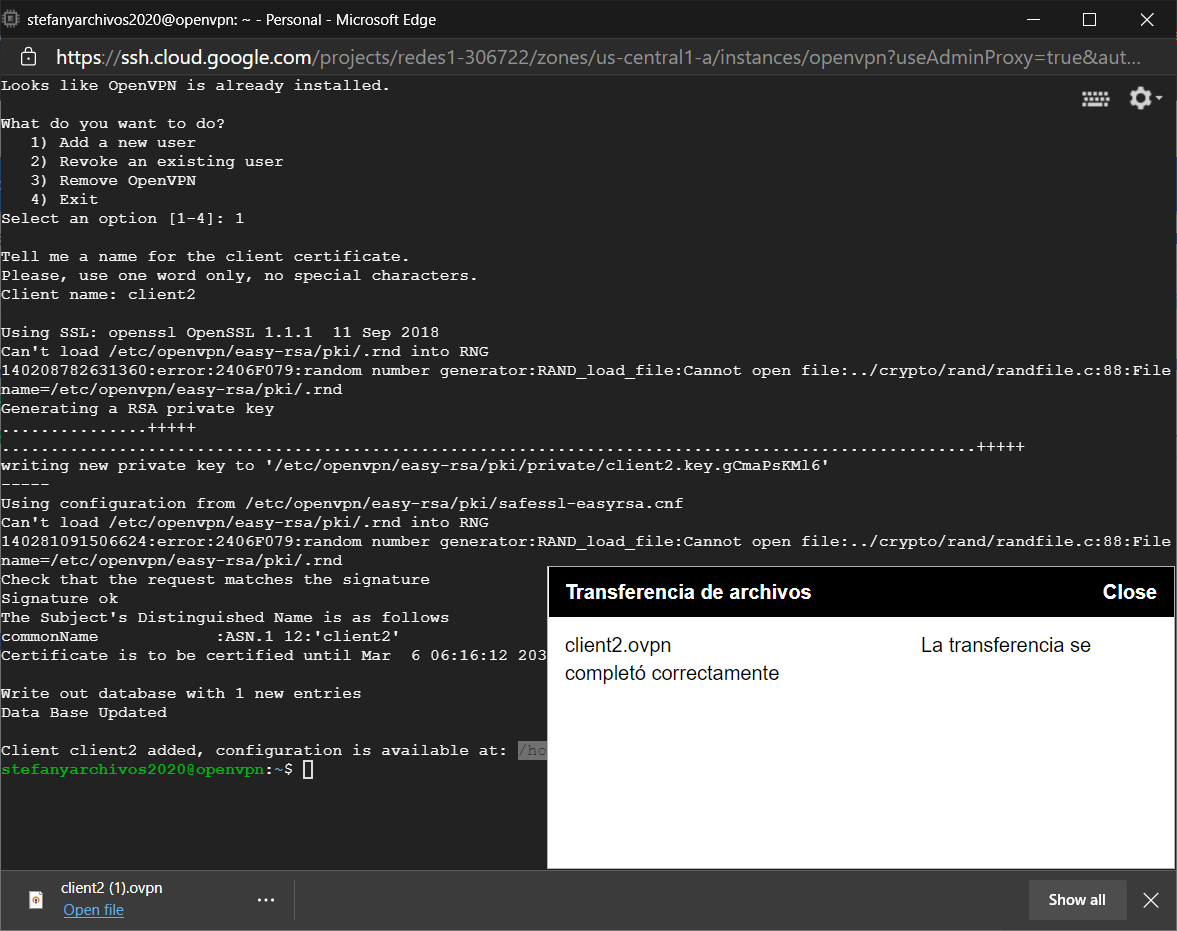 stefanyarchivos2020@openvpn: ~ - Personal - Microsoft Edge
https://ssh.cloud.google.com/projects/redes1-306722/zones/us-central1-a/instances/openvpn?useAdminProxy=true&aut...
Looks like OpenVPN is already installed.
What do you want to do?
1) Add a new user
2) Revoke an existing user
3) Remove OpenVPN
4) Exit
Select an option [1-4]: 1
Tell me a name for the client certificate.
Please, use one word only, no special characters.
Client name: client2
Using SSL: openssl OpenSSL 1.1.1  11 Sep 2018
Can't load /etc/openvpn/easy-rsa/pki/.rnd into RNG
140208782631360:error:2406F079:random number generator:RAND_load_file:Cannot open file:../crypto/rand/randfile.c:88:File
name=/etc/openvpn/easy-rsa/pki/.rnd
Generating a RSA private key
...............+++++
....................................................................................................+++++
writing new private key to '/etc/openvpn/easy-rsa/pki/private/client2.key.gCmaPsKMl6'
-----
Using configuration from /etc/openvpn/easy-rsa/pki/safessl-easyrsa.cnf
Can't load /etc/openvpn/easy-rsa/pki/.rnd into RNG
140281091506624:error:2406F079:random number generator:RAND_load_file:Cannot open file:../crypto/rand/randfile.c:88:File
name=/etc/openvpn/easy-rsa/pki/.rnd
Check that the request matches the signature
Signature ok
The Subject's Distinguished Name is as follows
commonName            :ASN.1 12:'client2'
Certificate is to be certified until Mar  6 06:16:12 203
Write out database with 1 new entries
Data Base Updated
Client client2 added, configuration is available at: /ho
stefanyarchivos2020@openvpn:~$
Transferencia de archivos Close
client2.ovpn La transferencia se
completó correctamente
client2 (1).ovpn
Open file
...
Show all